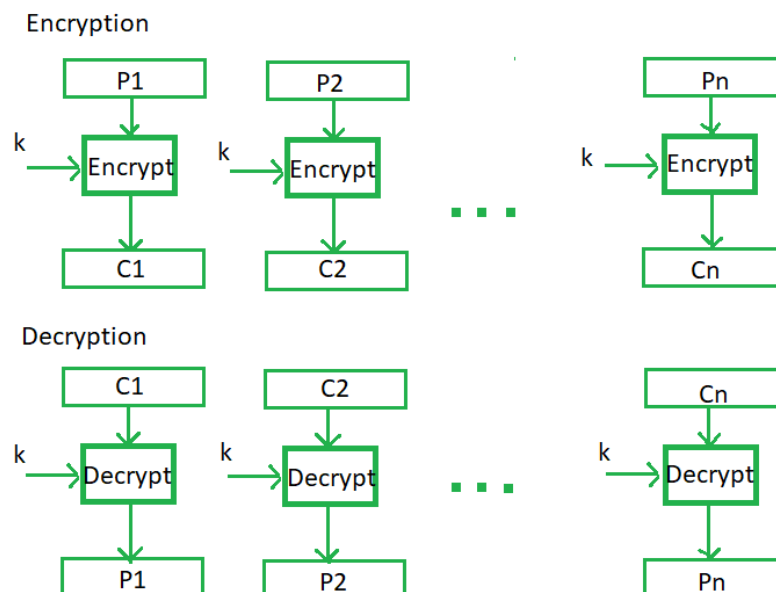 Encryption
P1 P2 Pn
k Encrypt k Encrypt k Encrypt
C1 C2 Cn
Decryption
C1 C2 Cn
k Decrypt k Decrypt k Decrypt
P1 P2 Pn